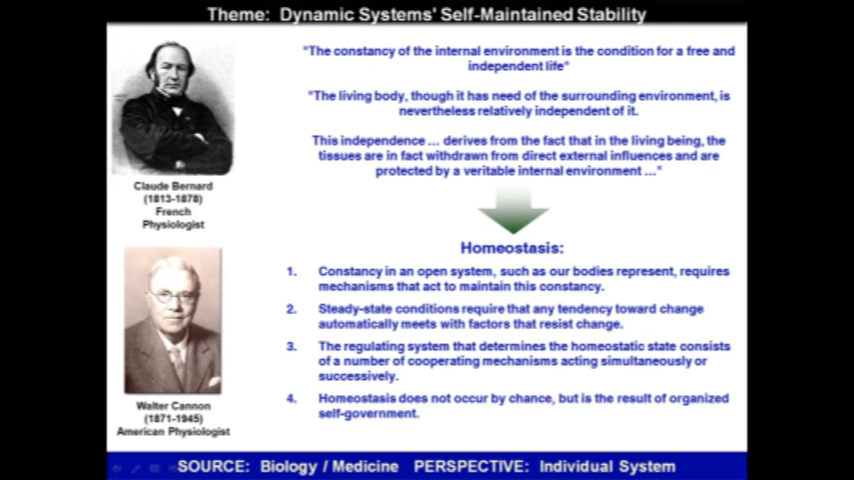 Theme: Dynamic Systems' Self-Maintained Stability
"The constancy of the internal environment is the condition for a free and
independent life"
"The living body, though it has need of the surrounding environment, is
nevertheless relatively independent of it.
This independence ... derives from the fact that in the living being, the
tissues are in fact withdrawn from direct external influences and are
protected by a veritable internal environment ..."
Claude Bernard
(1813-1878)
French
Physiologist
Homeostasis:
1. Constancy in an open system, such as our bodies represent, requires
mechanisms that act to maintain this constancy.
2. Steady-state conditions require that any tendency toward change
automatically meets with factors that resist change.
3. The regulating system that determines the homeostatic state consists
of a number of cooperating mechanisms acting simultaneously or
successively.
4. Homeostasis does not occur by chance, but is the result of organized
self-government.
Walter Cannon
(1871-1945)
American Physiologist
SOURCE: Biology / Medicine PERSPECTIVE: Individual System